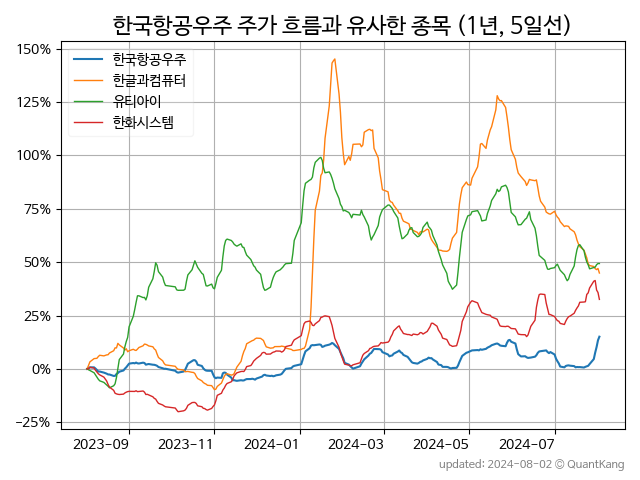 한국항공우주 주가 흐름과 유사한 종목 (1년, 5일선)
150%
125%
100%
75%
50%
25%
0%
−25%
한국항공우주
한글과컴퓨터
유티아이
한화시스템
2023-09
2023-11
2024-01
2024-03
2024-05
2024-07
updated: 2024-08-02 © QuantKang